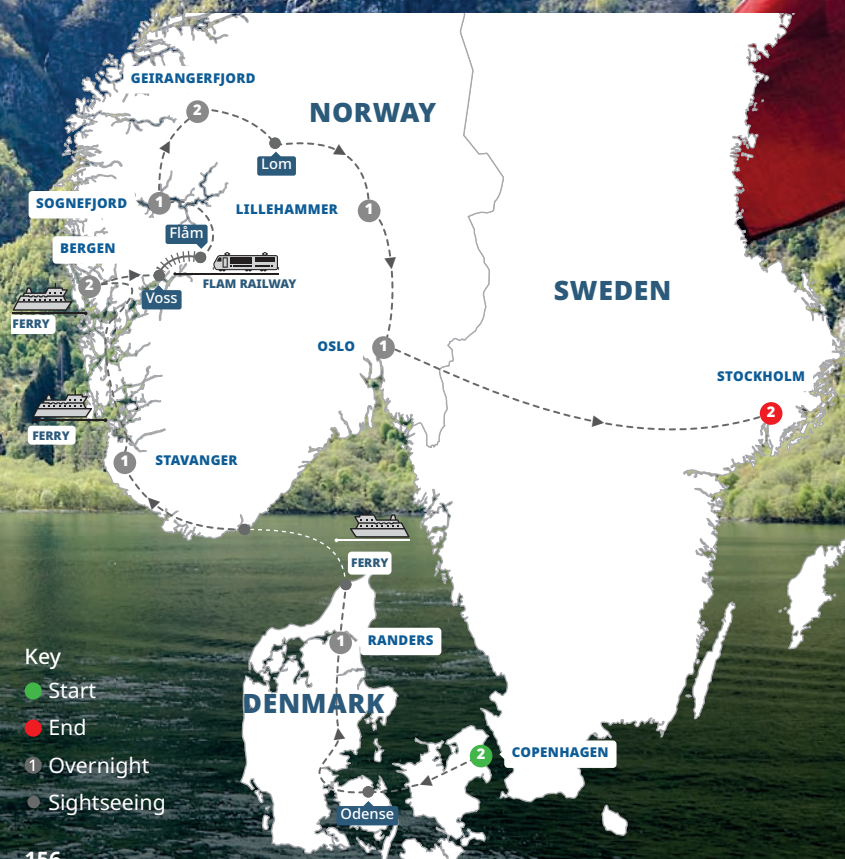 GEIRANGERFJORD
2
NORWAY
Lom
SOGNEFJORD
1
LILLEHAMMER
1
Flåm
BERGEN
2
FLAM RAILWAY
Voss
FERRY
SWEDEN
OSLO
1
STOCKHOLM
2
FERRY
1
STAVANGER
FERRY
1
RANDERS
Key
Start
DENMARK
End
2
COPENHAGEN
1
Overnight
Sightseeing
Odense
156